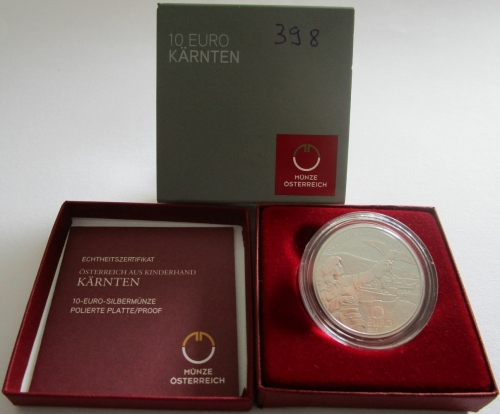 10 EURO
KÄRNTEN
398
MÜNZE
ÖSTERREICH
ECHTHEITSZERTIFIKAT
ÖSTERREICH AUS KINDERHAND
KÄRNTEN
10-EURO-SILBERMÜNZE
POLIERTE PLATTE/PROOF
MÜNZE
ÖSTERREICH
10